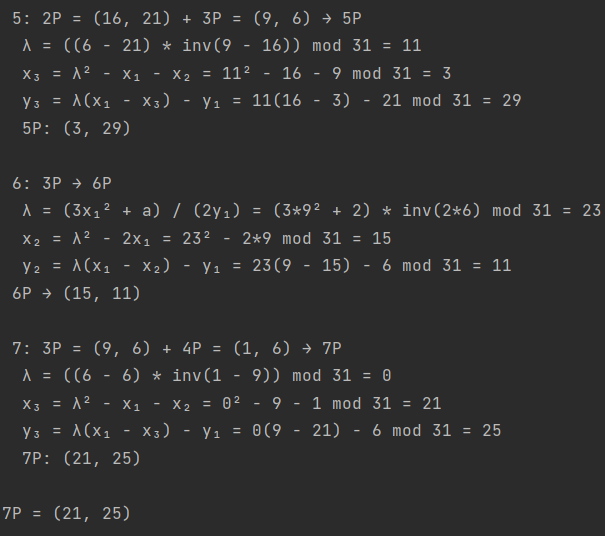 5: 2P = (16, 21) + 3P = (9, 6) → 5P
λ = ((6 - 21) * inv(9 - 16)) mod 31 = 11
x₃ = λ² - x₁ - x₂ = 11² - 16 - 9 mod 31 = 3
y₃ = λ(x₁ - x₃) - y₁ = 11(16 - 3) - 21 mod 31 = 29
5P: (3, 29)
6: 3P → 6P
λ = (3x₁² + a) / (2y₁) = (3*9² + 2) * inv(2*6) mod 31 = 23
x₂ = λ² - 2x₁ = 23² - 2*9 mod 31 = 15
y₂ = λ(x₁ - x₂) - y₁ = 23(9 - 15) - 6 mod 31 = 11
6P → (15, 11)
7: 3P = (9, 6) + 4P = (1, 6) → 7P
λ = ((6 - 6) * inv(1 - 9)) mod 31 = 0
x₃ = λ² - x₁ - x₂ = 0² - 9 - 1 mod 31 = 21
y₃ = λ(x₁ - x₃) - y₁ = 0(9 - 21) - 6 mod 31 = 25
7P: (21, 25)
7P = (21, 25)